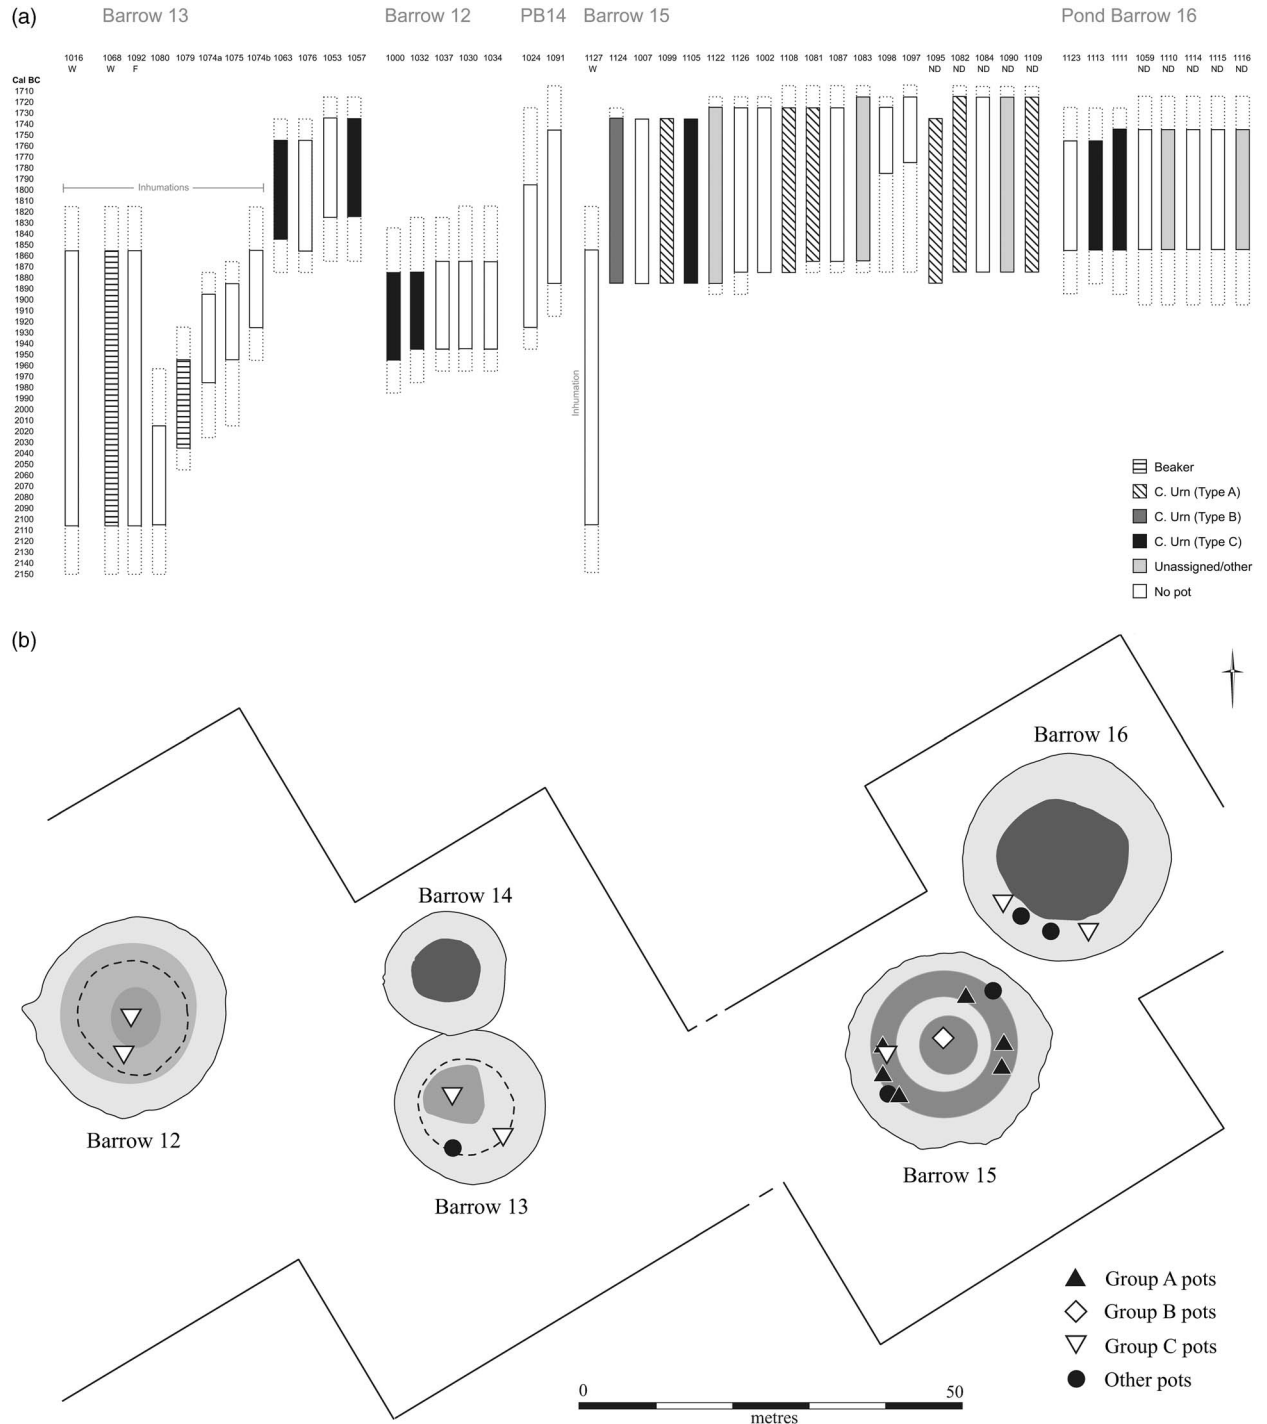 (a)
Barrow 13 Barrow 12 PB14 Barrow 15 Pond Barrow 16
1016 1068 1092 1080 1079 1074a 1075 1074b 1063 1076 1053 1057 1000 1032 1037 1030 1034 1024 1091 1127 1124 1007 1099 1105 1122 1126 1002 1108 1081 1087 1083 1098 1097 1095 1082 1084 1090 1109 1123 1113 1111 1059 1110 1114 1115 1116
W W F W ND ND ND ND ND ND ND ND ND ND
Cal BC
1710
1720
1730
1740
1750
1760
1770
1780
1790
1800
1810
1820
1830
1840
1850
1860
1870
1880
1890
1900
1910
1920
1930
1940
1950
1960
1970
1980
1990
2000
2010
2020
2030
2040
2050
2060
2070
2080
2090
2100
2110
2120
2130
2140
2150
Inhumations
Inhumation
Beaker
C. Urn (Type A)
C. Urn (Type B)
C. Urn (Type C)
Unassigned/other
No pot
(b)
Barrow 16
Barrow 14
Barrow 12
Barrow 15
Barrow 13
Group A pots
Group B pots
Group C pots
Other pots
0 50
metres